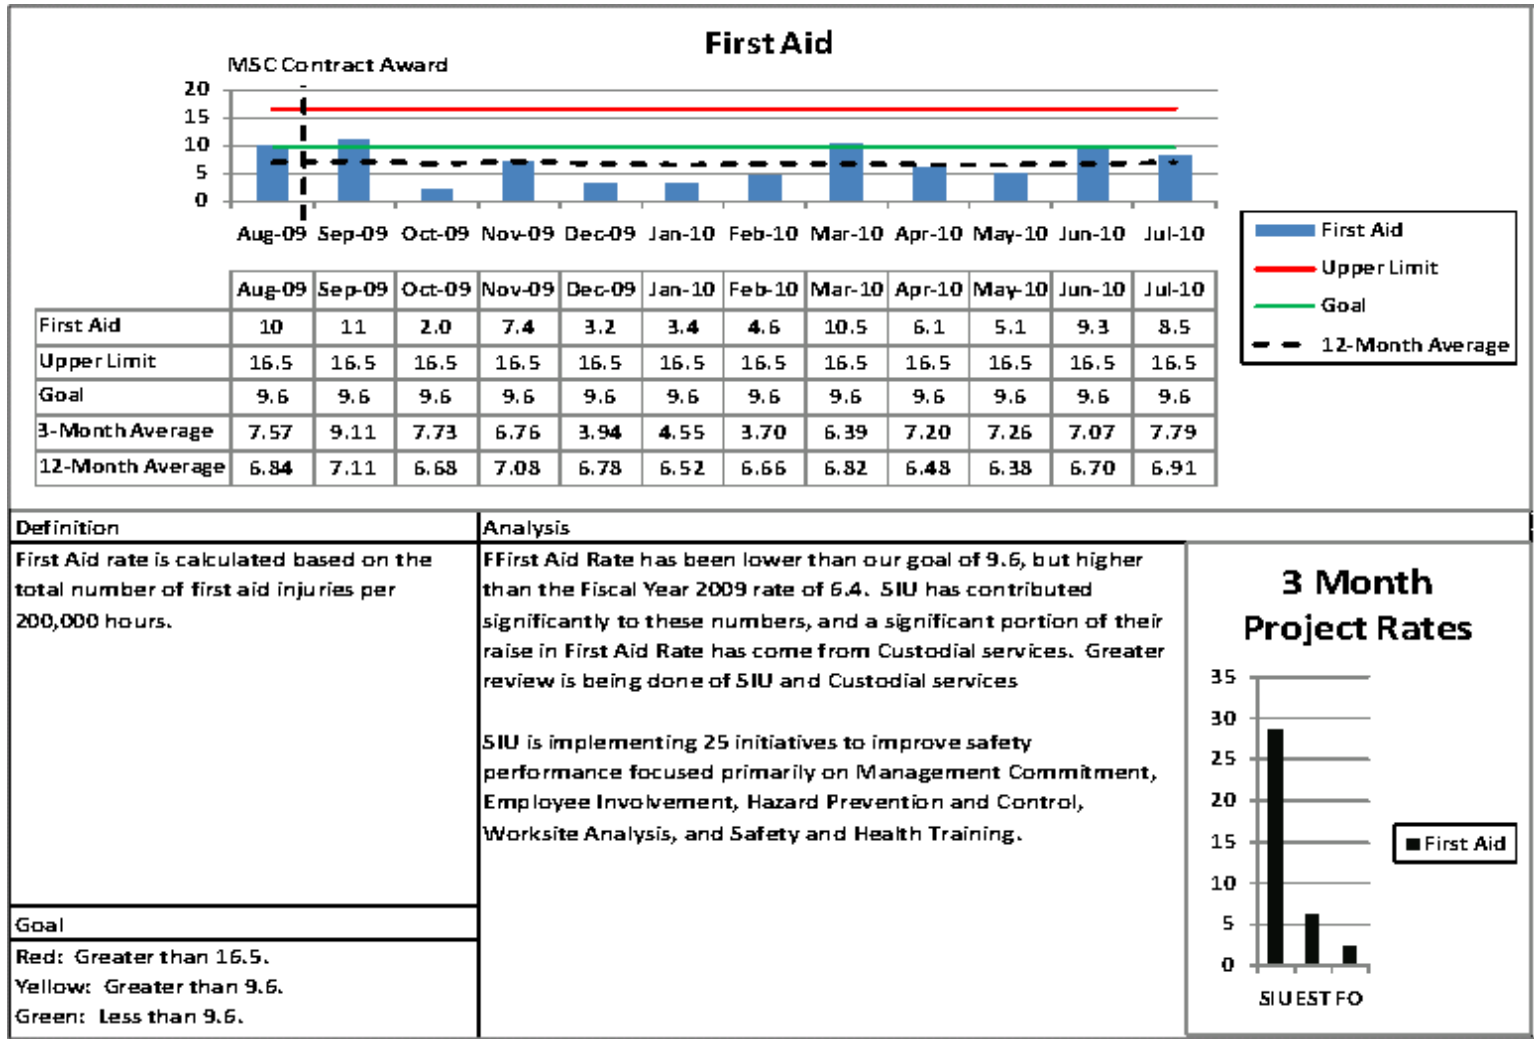 First Aid
MSC Contract Award
20
15
10
5
0
Aug-09 Sep-09 Oct-09 Nov-09 Dec-09 Jan-10 Feb-10 Mar-10 Apr-10 May-10 Jun-10 Jul-10
First Aid
Upper Limit
Goal
12-Month Average
Aug-09 Sep-09 Oct-09 Nov-09 Dec-09 Jan-10 Feb-10 Mar-10 Apr-10 May-10 Jun-10 Jul-10
First Aid 10 11 2.0 7.4 3.2 3.4 4.6 10.5 6.1 5.1 9.3 8.5
Upper Limit 16.5 16.5 16.5 16.5 16.5 16.5 16.5 16.5 16.5 16.5 16.5 16.5
Goal 9.6 9.6 9.6 9.6 9.6 9.6 9.6 9.6 9.6 9.6 9.6 9.6
3-Month Average 7.57 9.11 7.73 6.76 3.94 4.55 3.70 6.39 7.20 7.26 7.07 7.79
12-Month Average 6.84 7.11 6.68 7.08 6.78 6.52 6.66 6.82 6.48 6.38 6.70 6.91
Definition
First Aid rate is calculated based on the
total number of first aid injuries per
200,000 hours.
Goal
Red: Greater than 16.5.
Yellow: Greater than 9.6.
Green: Less than 9.6.
Analysis
FFirst Aid Rate has been lower than our goal of 9.6, but higher
than the Fiscal Year 2009 rate of 6.4. SIU has contributed
significantly to these numbers, and a significant portion of their
raise in First Aid Rate has come from Custodial services. Greater
review is being done of SIU and Custodial services
SIU is implementing 25 initiatives to improve safety
performance focused primarily on Management Commitment,
Employee Involvement, Hazard Prevention and Control,
Worksite Analysis, and Safety and Health Training.
3 Month
Project Rates
35
30
25
20
15
10
5
0
SIU EST FO
First Aid